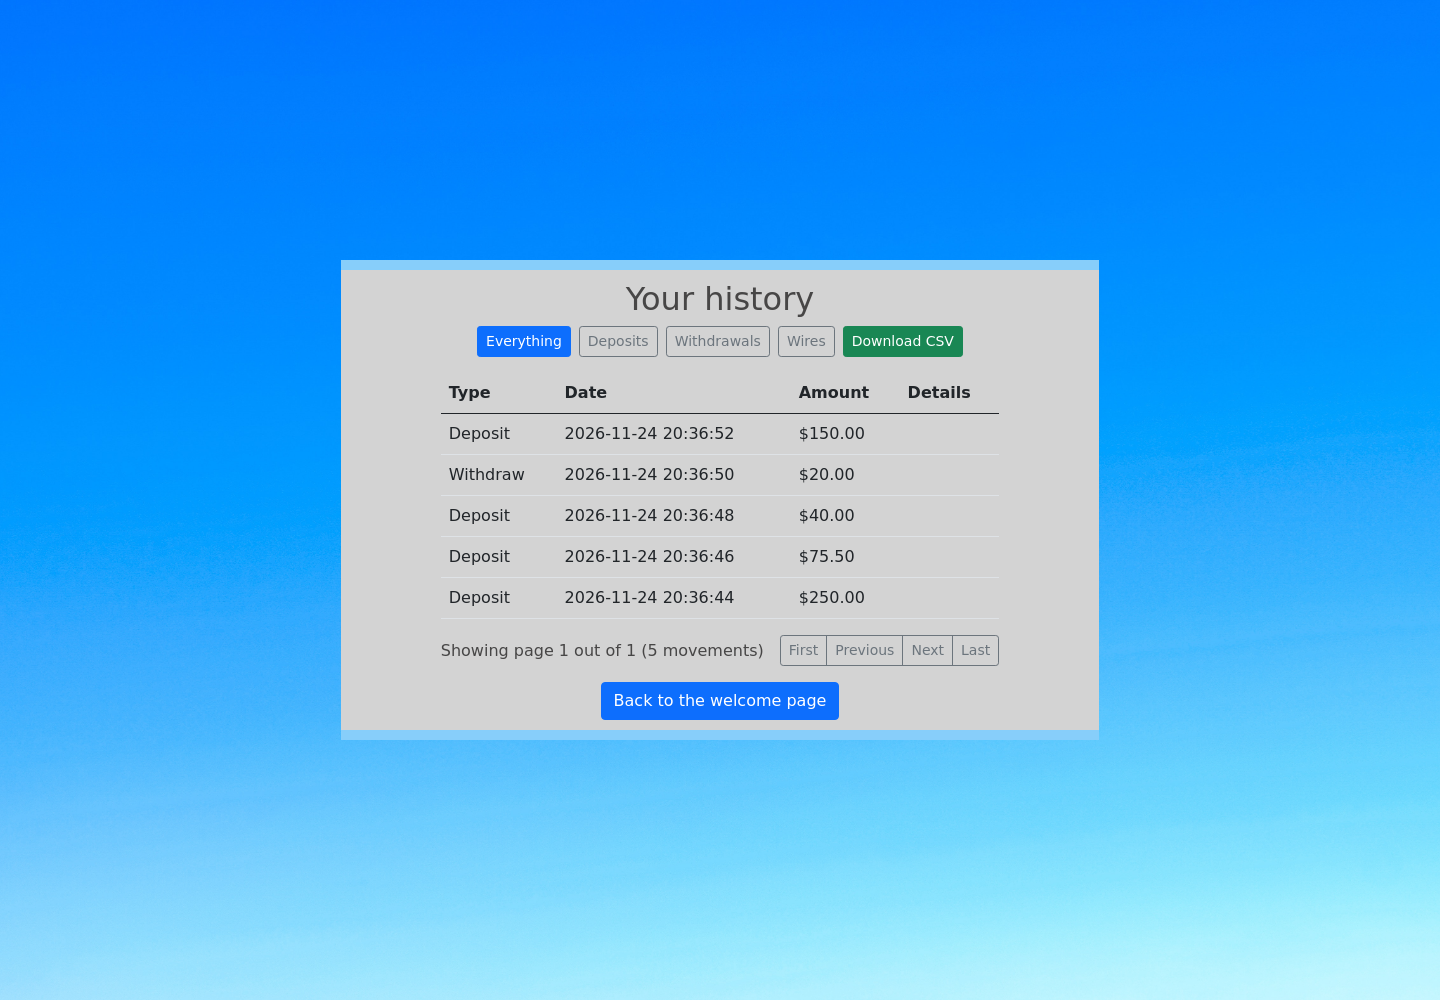 Your history
Everything Deposits Withdrawals Wires Download CSV
Type Date Amount Details
Deposit 2026-11-24 20:36:52 $150.00
Withdraw 2026-11-24 20:36:50 $20.00
Deposit 2026-11-24 20:36:48 $40.00
Deposit 2026-11-24 20:36:46 $75.50
Deposit 2026-11-24 20:36:44 $250.00
Showing page 1 out of 1 (5 movements) First Previous Next Last
Back to the welcome page